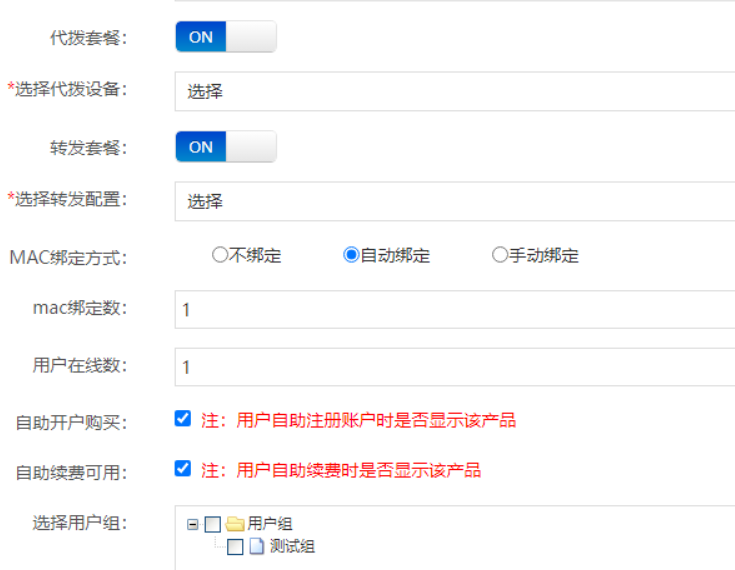 代拨套餐： ON
*选择代拨设备： 选择
转发套餐： ON
*选择转发配置： 选择
MAC绑定方式： 不绑定 自动绑定 手动绑定
mac绑定数： 1
用户在线数： 1
自助开户购买： 注：用户自助注册账户时是否显示该产品
自助续费可用： 注：用户自助续费时是否显示该产品
选择用户组： 用户组
测试组